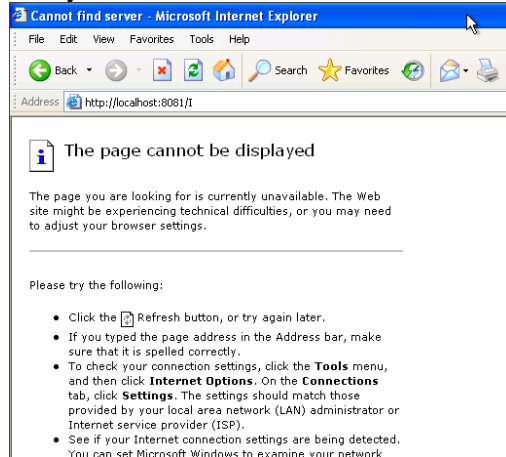 Cannot find server - Microsoft Internet Explorer
File Edit View Favorites Tools Help
Back Search Favorites
Address http://localhost:8081/I
The page cannot be displayed
The page you are looking for is currently unavailable. The Web
site might be experiencing technical difficulties, or you may need
to adjust your browser settings.
Please try the following:
• Click the Refresh button, or try again later.
• If you typed the page address in the Address bar, make
sure that it is spelled correctly.
• To check your connection settings, click the Tools menu,
and then click Internet Options. On the Connections
tab, click Settings. The settings should match those
provided by your local area network (LAN) administrator or
Internet service provider (ISP).
• See if your Internet connection settings are being detected.
You can set Microsoft Windows to examine your network